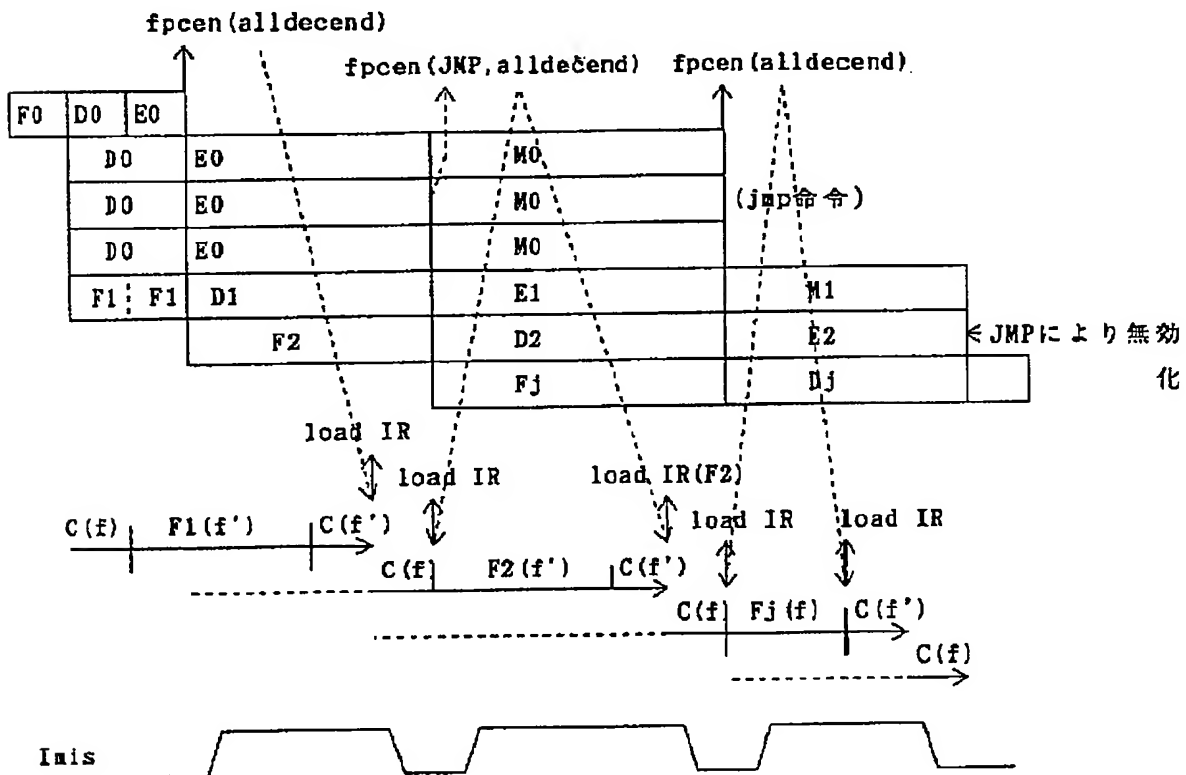 fpcen(alldecend)
fpcen(JMP,alldecend) fpcen(alldecend)
F0 D0 E0
D0 E0 M0
D0 E0 M0 (jmp命令)
D0 E0 M0
F1 F1 D1 E1 M1
F2 D2 E2 JMPにより無効
Fj Dj 化
load IR
load IR load IR(F2)
load IR load IR
C(f) F1(f') C(f')
C(f) F2(f') C(f')
C(f) Fj(f) C(f')
C(f)
Imis